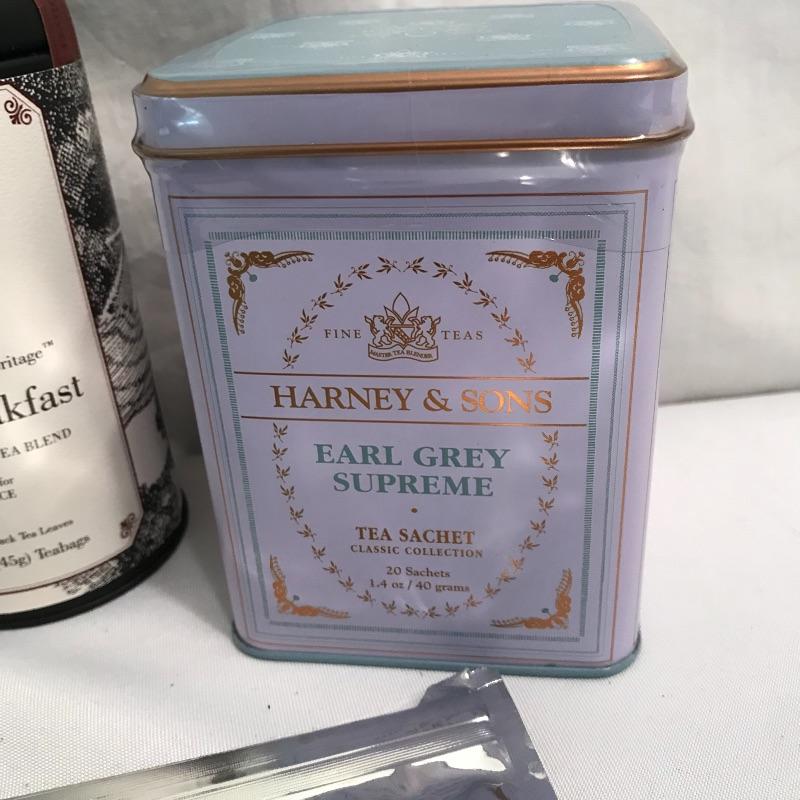 FINE TEAS
MASTER TEA BLENDER
HARNEY & SONS
EARL GREY
SUPREME
TEA SACHET
CLASSIC COLLECTION
20 Sachets
1.4 oz / 40 grams
ritage™
kfast
EA BLEND
for
CE
ack Tea Leaves
45g) Teabags